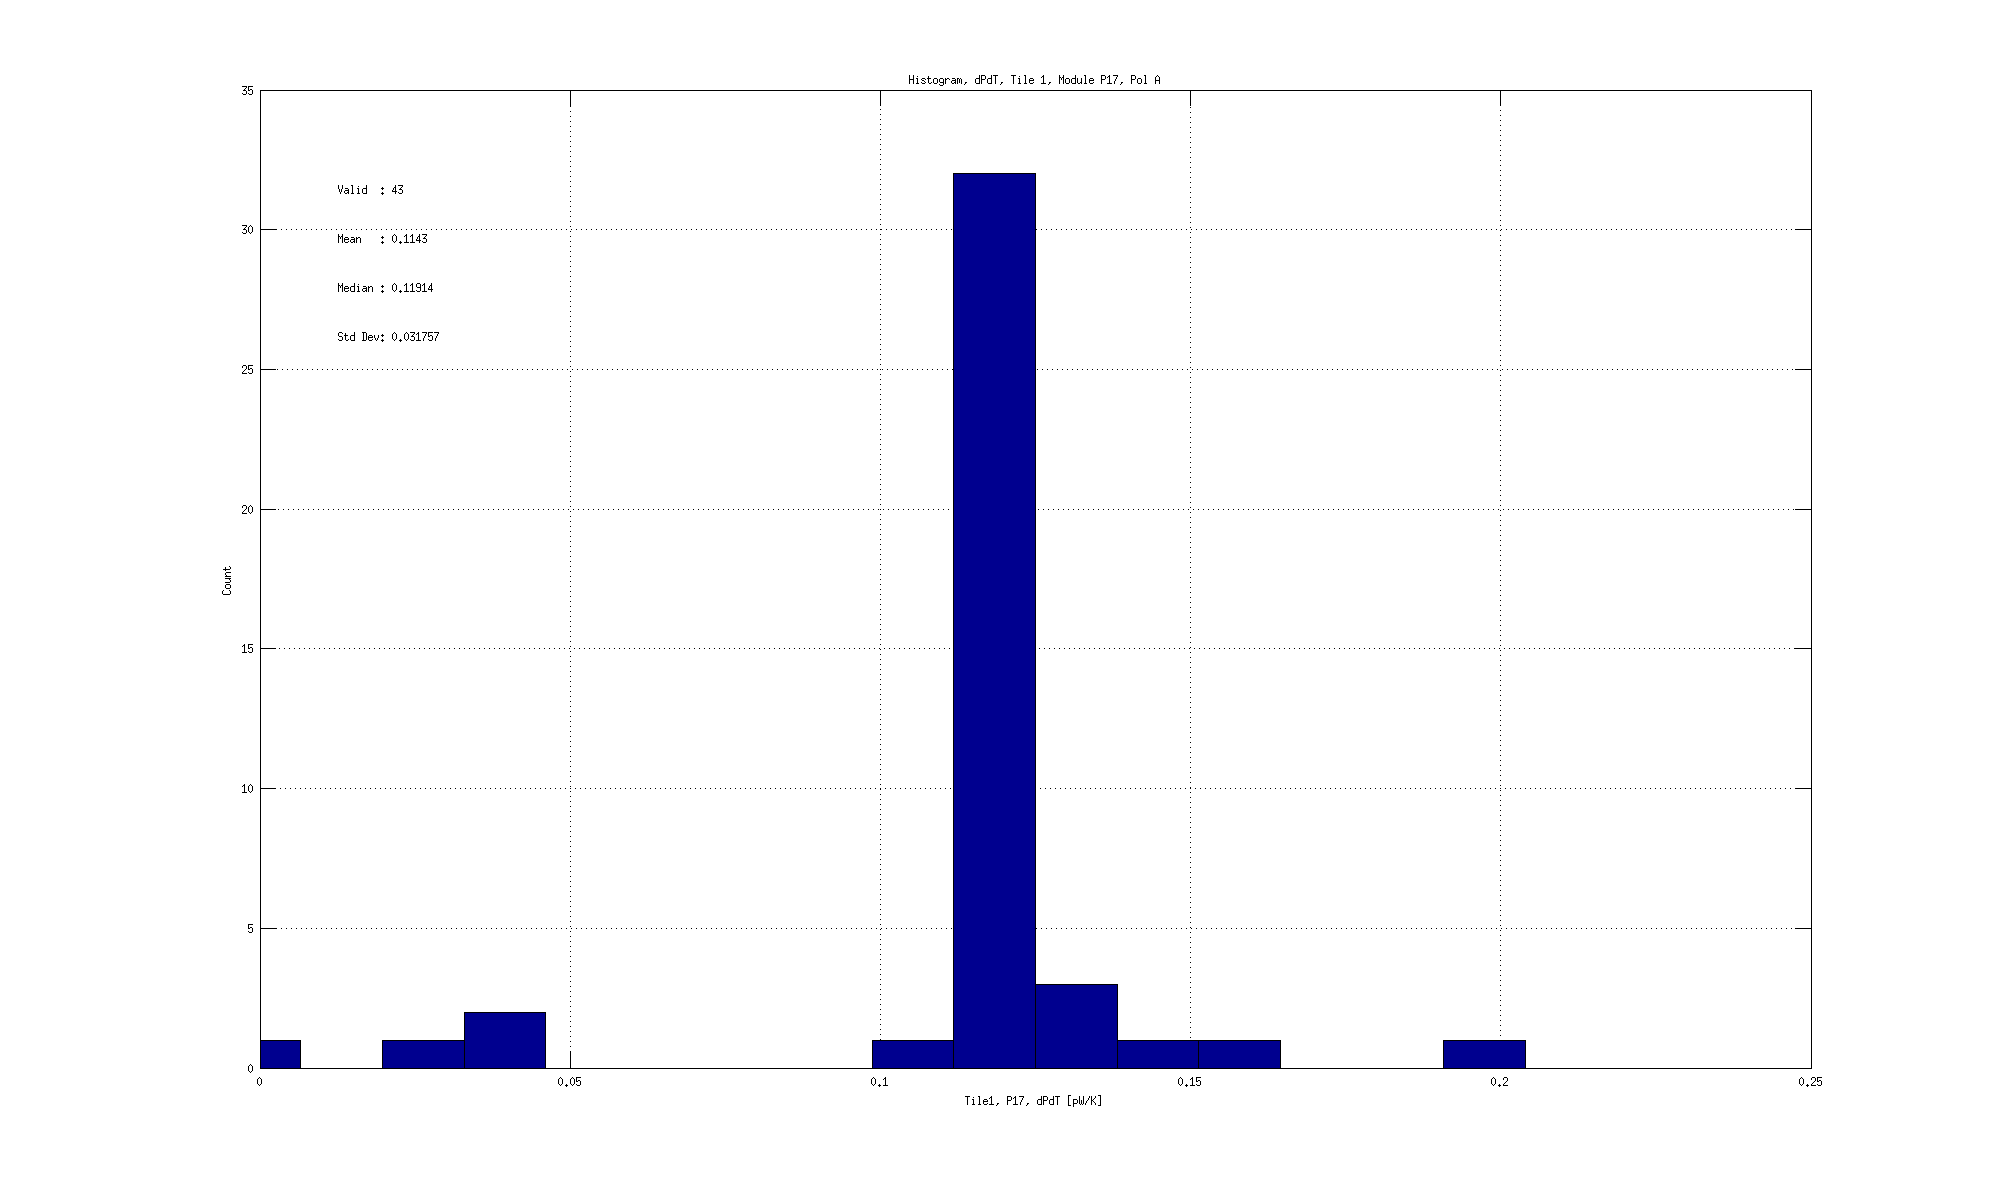 Histogram, dPdT, Tile 1, Module P17, Pol A
35
30
25
20
15
10
5
0
Count
Valid  : 43
Mean   : 0.1143
Median : 0.11914
Std Dev: 0.031757
0 0.05 0.1 0.15 0.2 0.25
Tile1, P17, dPdT [pW/K]